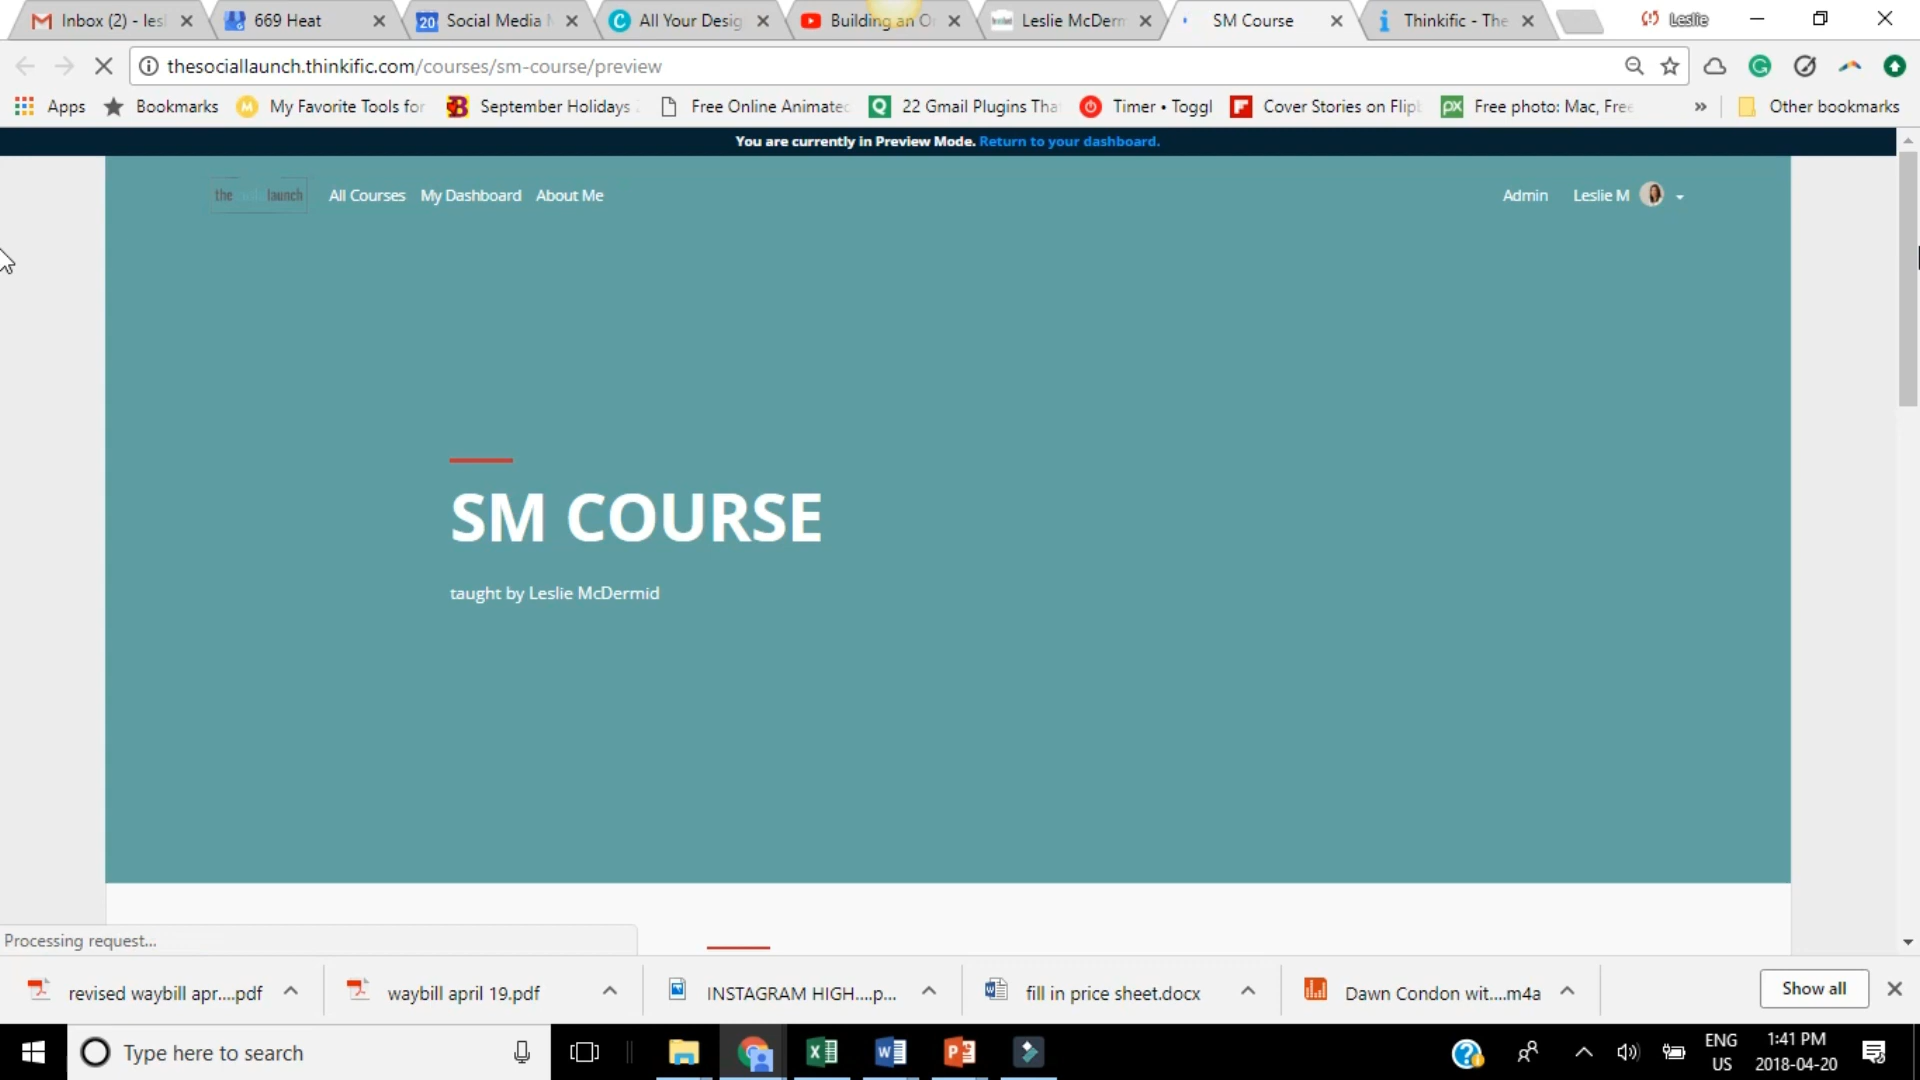 Inbox (2) - les
669 Heat
Social Media
All Your Desig
Building an O
Leslie McDerm
SM Course
Thinkific - The
Leslie
thesociallaunch.thinkific.com/courses/sm-course/preview
Apps
Bookmarks
My Favorite Tools for
September Holidays
Free Online Animated
22 Gmail Plugins Tha
Timer • Toggl
Cover Stories on Flip
Free photo: Mac, Free
»
Other bookmarks
You are currently in Preview Mode. Return to your dashboard.
the launch
All Courses
My Dashboard
About Me
Admin
Leslie M
SM COURSE
taught by Leslie McDermid
Processing request...
revised waybill apr....pdf
waybill april 19.pdf
INSTAGRAM HIGH....p...
fill in price sheet.docx
Dawn Condon wit....m4a
Show all
Type here to search
ENG
US
1:41 PM
2018-04-20